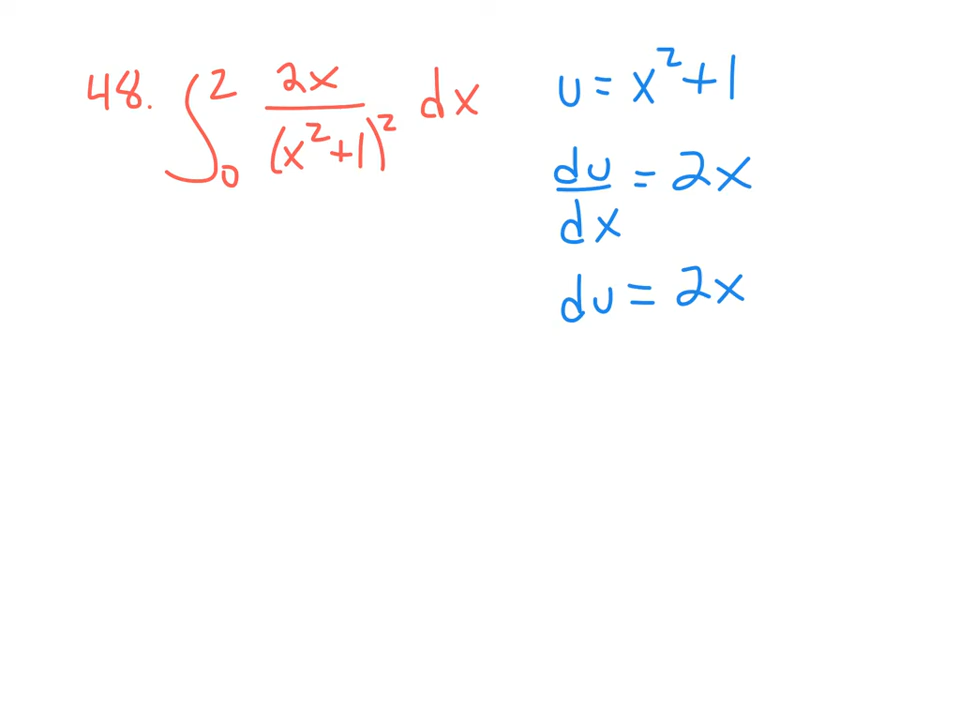 48. ∫₀² 2x/(x²+1)² dx
u = x²+1
du/dx = 2x
du = 2x